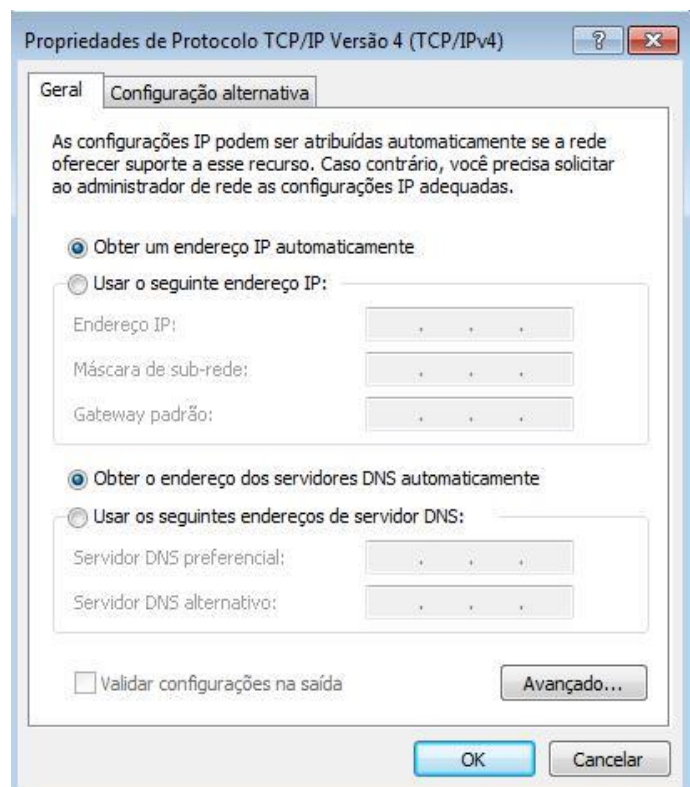 Propriedades de Protocolo TCP/IP Versão 4 (TCP/IPv4)
Geral
Configuração alternativa
As configurações IP podem ser atribuídas automaticamente se a rede
oferecer suporte a esse recurso. Caso contrário, você precisa solicitar
ao administrador de rede as configurações IP adequadas.
Obter um endereço IP automaticamente
Usar o seguinte endereço IP:
Endereço IP:
Máscara de sub-rede:
Gateway padrão:
Obter o endereço dos servidores DNS automaticamente
Usar os seguintes endereços de servidor DNS:
Servidor DNS preferencial:
Servidor DNS alternativo:
Validar configurações na saída
Avançado...
OK
Cancelar